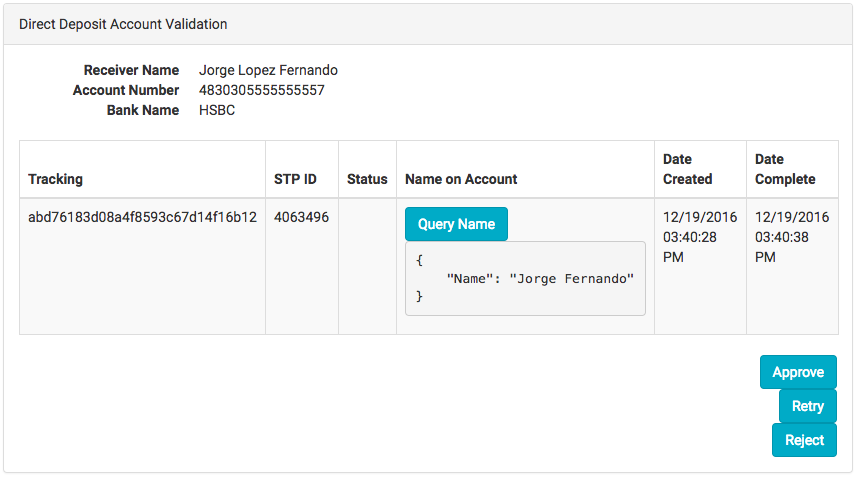 Direct Deposit Account Validation
Receiver Name Jorge Lopez Fernando
Account Number 4830305555555557
Bank Name HSBC
Tracking STP ID Status Name on Account Date Created Date Complete
abd76183d08a4f8593c67d14f16b12 4063496 Query Name 12/19/2016 03:40:28 PM 12/19/2016 03:40:38 PM
{
"Name": "Jorge Fernando"
}
Approve
Retry
Reject